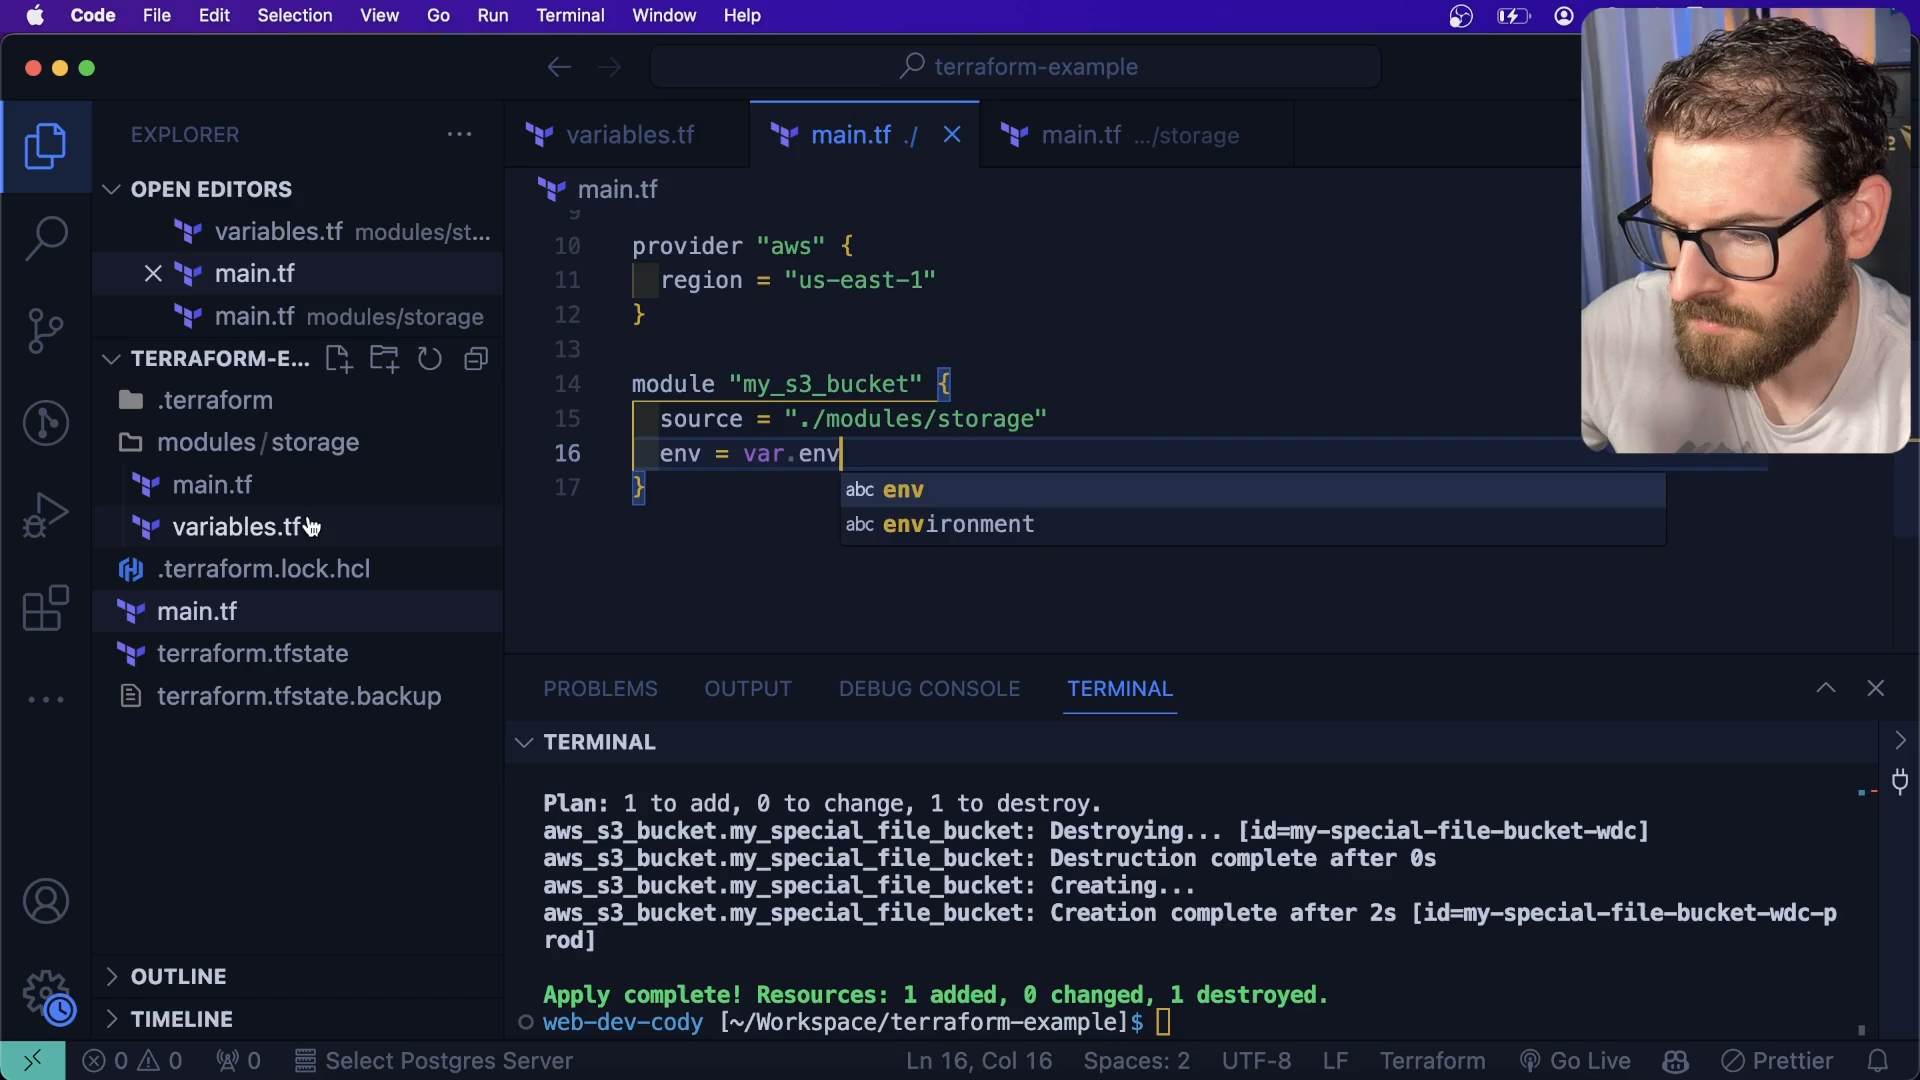 Code File Edit Selection View Go Run Terminal Window Help
terraform-example
EXPLORER
OPEN EDITORS
variables.tf modules/st...
main.tf
main.tf modules/storage
TERRAFORM-E...
.terraform
modules / storage
main.tf
variables.tf
.terraform.lock.hcl
main.tf
terraform.tfstate
terraform.tfstate.backup
OUTLINE
TIMELINE
variables.tf
main.tf ./
main.tf .../storage
main.tf
9
10 provider "aws" {
11 region = "us-east-1"
12 }
13
14 module "my_s3_bucket" {
15 source = "./modules/storage"
16 env = var.env
17 }
abc env
abc environment
PROBLEMS OUTPUT DEBUG CONSOLE TERMINAL
TERMINAL
Plan: 1 to add, 0 to change, 1 to destroy.
aws_s3_bucket.my_special_file_bucket: Destroying... [id=my-special-file-bucket-wdc]
aws_s3_bucket.my_special_file_bucket: Destruction complete after 0s
aws_s3_bucket.my_special_file_bucket: Creating...
aws_s3_bucket.my_special_file_bucket: Creation complete after 2s [id=my-special-file-bucket-wdc-p
rod]
Apply complete! Resources: 1 added, 0 changed, 1 destroyed.
web-dev-cody [~/Workspace/terraform-example]$
0 0 0 Select Postgres Server Ln 16, Col 16 Spaces: 2 UTF-8 LF Terraform Go Live Prettier